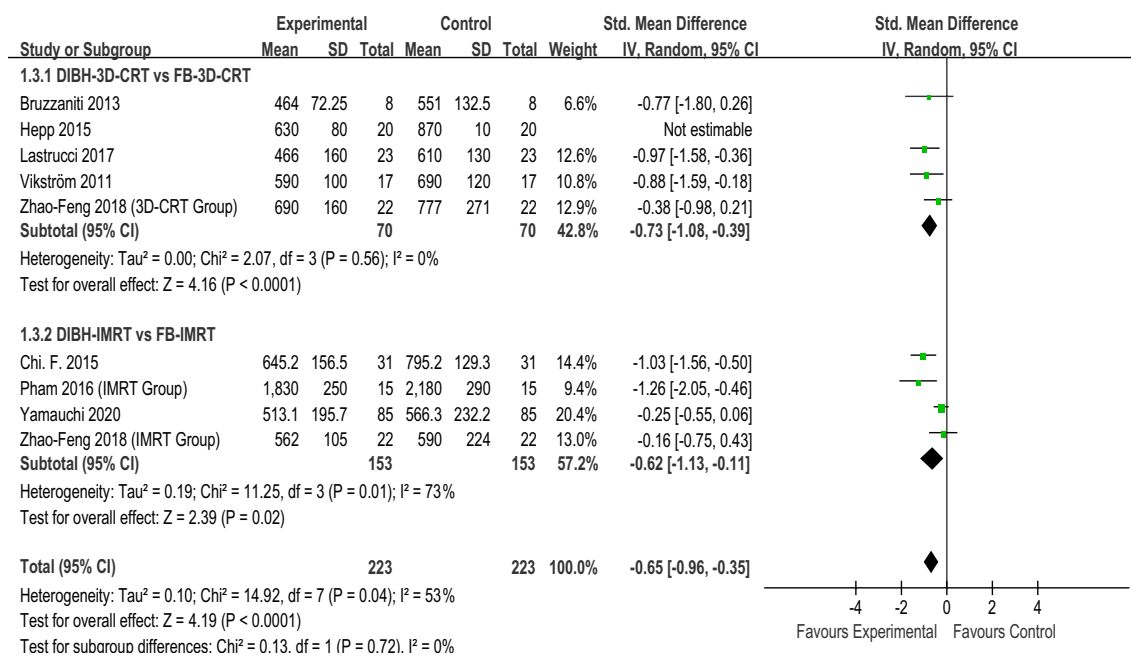 Experimental Control Std. Mean Difference Std. Mean Difference
Study or Subgroup Mean SD Total Mean SD Total Weight IV, Random, 95% CI IV, Random, 95% CI
1.3.1 DIBH-3D-CRT vs FB-3D-CRT
Bruzzaniti 2013 464 72.25 8 551 132.5 8 6.6% -0.77 [-1.80, 0.26]
Hepp 2015 630 80 20 870 10 20 Not estimable
Lastrucci 2017 466 160 23 610 130 23 12.6% -0.97 [-1.58, -0.36]
Vikström 2011 590 100 17 690 120 17 10.8% -0.88 [-1.59, -0.18]
Zhao-Feng 2018 (3D-CRT Group) 690 160 22 777 271 22 12.9% -0.38 [-0.98, 0.21]
Subtotal (95% CI) 70 70 42.8% -0.73 [-1.08, -0.39]
Heterogeneity: Tau² = 0.00; Chi² = 2.07, df = 3 (P = 0.56); I² = 0%
Test for overall effect: Z = 4.16 (P < 0.0001)
1.3.2 DIBH-IMRT vs FB-IMRT
Chi. F. 2015 645.2 156.5 31 795.2 129.3 31 14.4% -1.03 [-1.56, -0.50]
Pham 2016 (IMRT Group) 1,830 250 15 2,180 290 15 9.4% -1.26 [-2.05, -0.46]
Yamauchi 2020 513.1 195.7 85 566.3 232.2 85 20.4% -0.25 [-0.55, 0.06]
Zhao-Feng 2018 (IMRT Group) 562 105 22 590 224 22 13.0% -0.16 [-0.75, 0.43]
Subtotal (95% CI) 153 153 57.2% -0.62 [-1.13, -0.11]
Heterogeneity: Tau² = 0.19; Chi² = 11.25, df = 3 (P = 0.01); I² = 73%
Test for overall effect: Z = 2.39 (P = 0.02)
Total (95% CI) 223 223 100.0% -0.65 [-0.96, -0.35]
Heterogeneity: Tau² = 0.10; Chi² = 14.92, df = 7 (P = 0.04); I² = 53%
Test for overall effect: Z = 4.19 (P < 0.0001)
Test for subgroup differences: Chi² = 0.13, df = 1 (P = 0.72), I² = 0%
-4 -2 0 2 4
Favours Experimental Favours Control